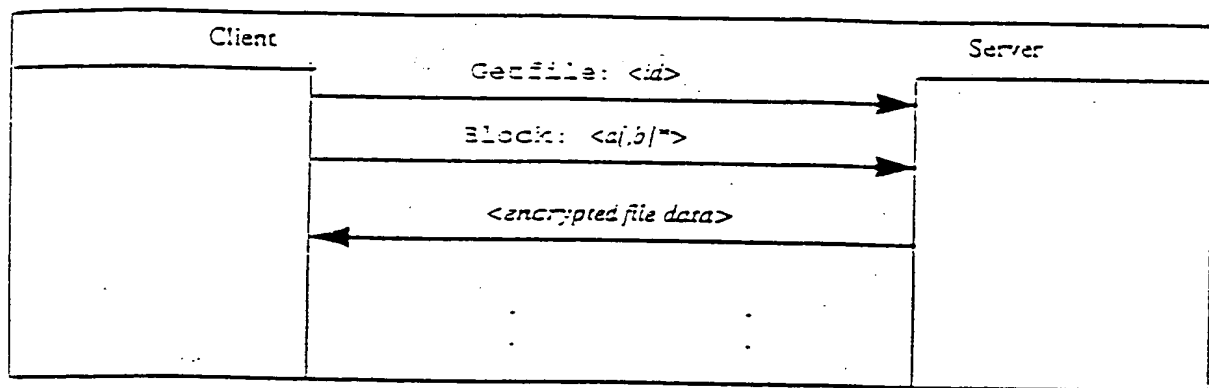 Client
Server
Getfile: <id>
Block: <a[,b]*>
<encrypted file data>